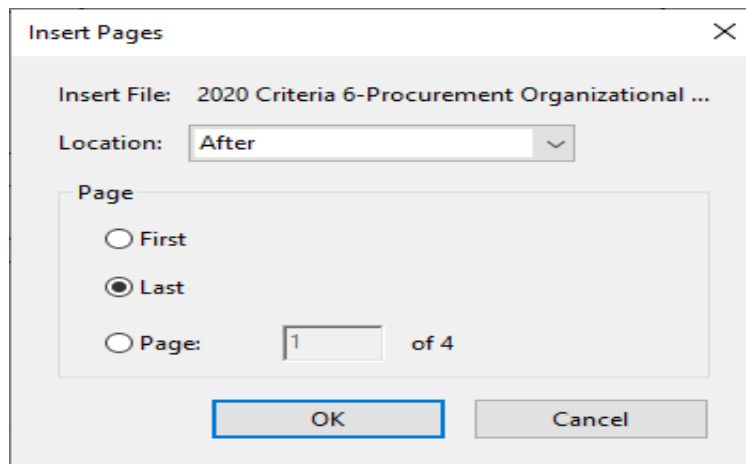 Insert Pages
Insert File: 2020 Criteria 6-Procurement Organizational ...
Location: After
Page
First
Last
Page: 1 of 4
OK Cancel